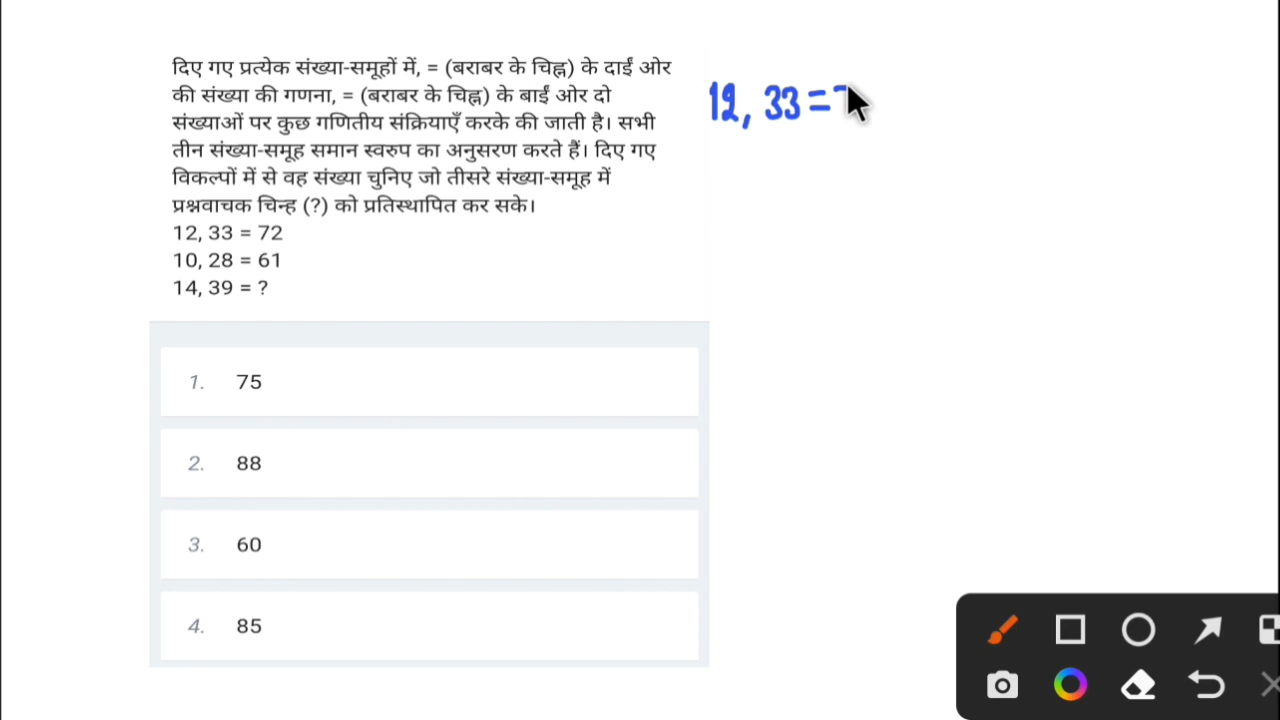 दिए गए प्रत्येक संख्या-समूहों में, = (बराबर के चिह्न) के दाईं ओर
की संख्या की गणना, = (बराबर के चिह्न) के बाईं ओर दो
संख्याओं पर कुछ गणितीय संक्रियाएँ करके की जाती है। सभी
तीन संख्या-समूह समान स्वरुप का अनुसरण करते हैं। दिए गए
विकल्पों में से वह संख्या चुनिए जो तीसरे संख्या-समूह में
प्रश्नवाचक चिन्ह (?) को प्रतिस्थापित कर सके।
12, 33 = 72
10, 28 = 61
14, 39 = ?
1. 75
2. 88
3. 60
4. 85
12, 33 =